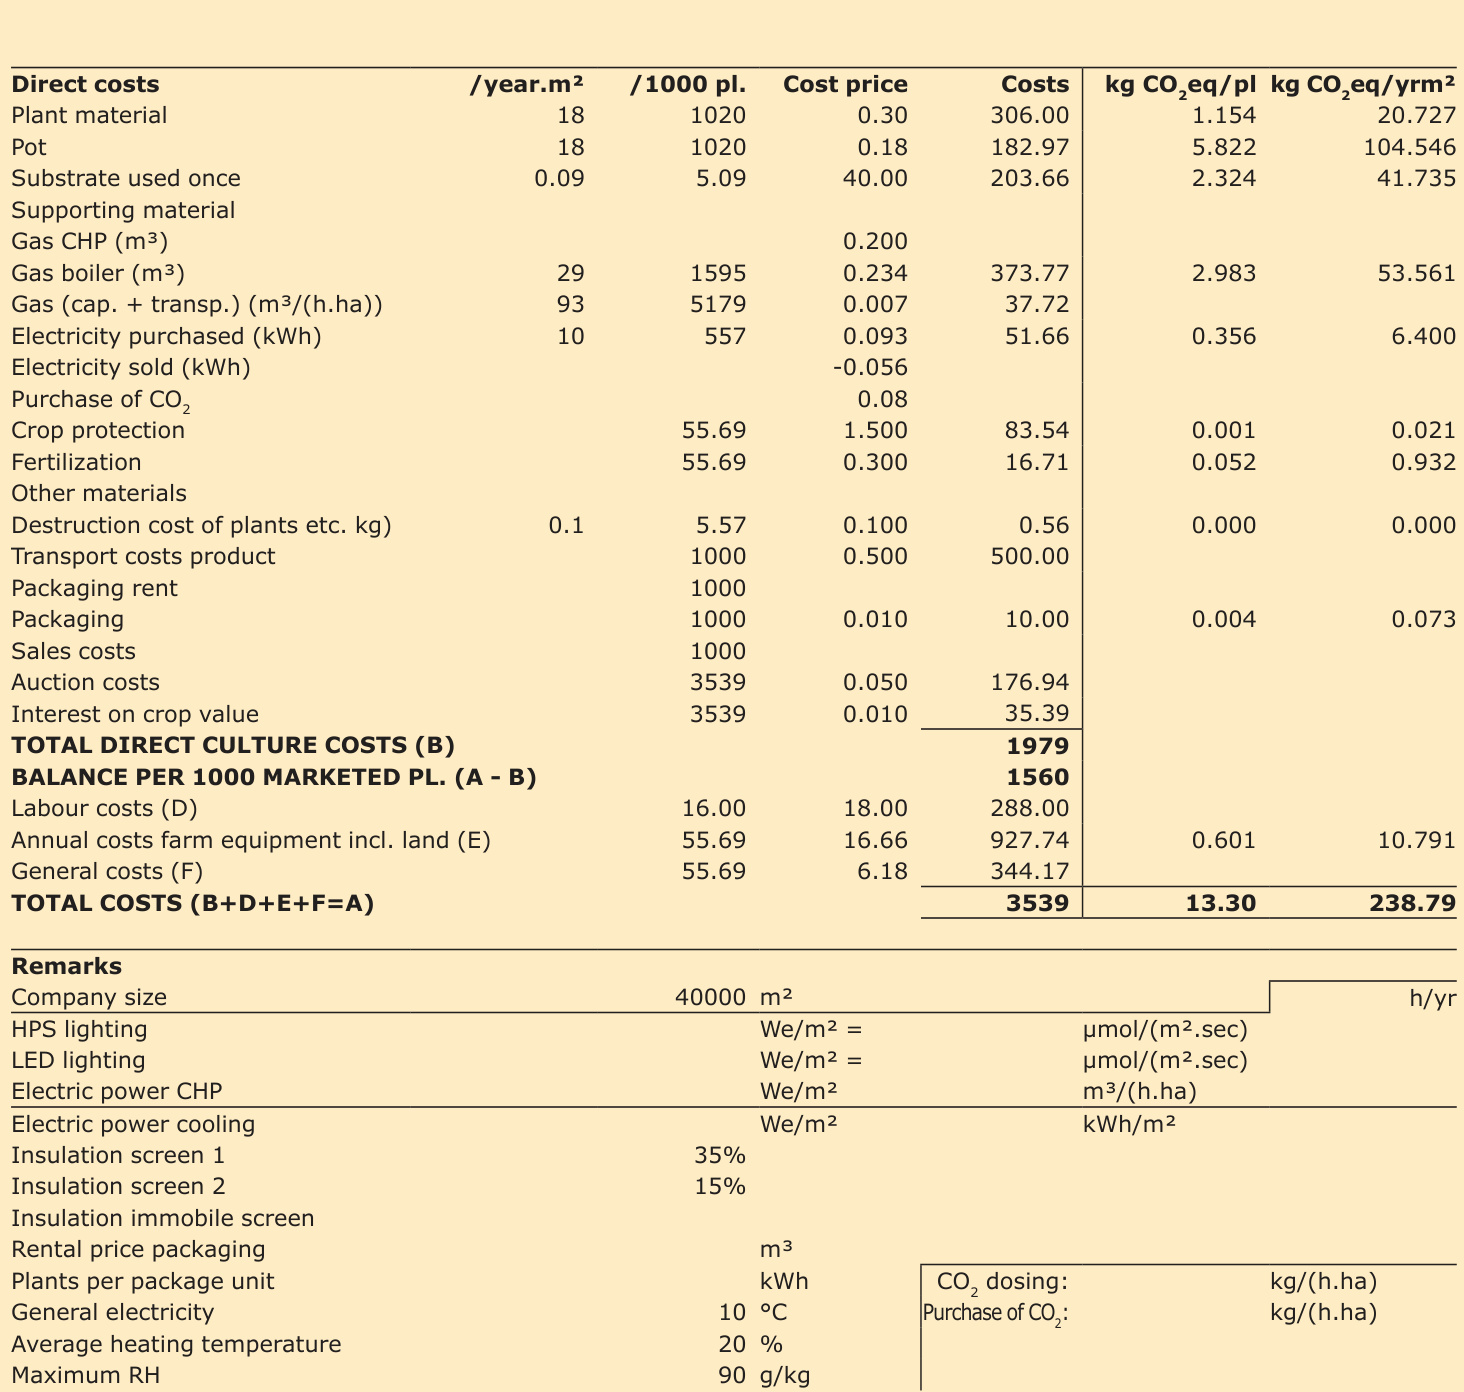 Direct costs /year.m² /1000 pl. Cost price Costs kg CO₂eq/pl kg CO₂eq/yrm²
Plant material 18 1020 0.30 306.00 1.154 20.727
Pot 18 1020 0.18 182.97 5.822 104.546
Substrate used once 0.09 5.09 40.00 203.66 2.324 41.735
Supporting material
Gas CHP (m³) 0.200
Gas boiler (m³) 29 1595 0.234 373.77 2.983 53.561
Gas (cap. + transp.) (m³/(h.ha)) 93 5179 0.007 37.72
Electricity purchased (kWh) 10 557 0.093 51.66 0.356 6.400
Electricity sold (kWh) -0.056
Purchase of CO₂ 0.08
Crop protection 55.69 1.500 83.54 0.001 0.021
Fertilization 55.69 0.300 16.71 0.052 0.932
Other materials
Destruction cost of plants etc. kg) 0.1 5.57 0.100 0.56 0.000 0.000
Transport costs product 1000 0.500 500.00
Packaging rent 1000
Packaging 1000 0.010 10.00 0.004 0.073
Sales costs 1000
Auction costs 3539 0.050 176.94
Interest on crop value 3539 0.010 35.39
TOTAL DIRECT CULTURE COSTS (B) 1979
BALANCE PER 1000 MARKETED PL. (A - B) 1560
Labour costs (D) 16.00 18.00 288.00
Annual costs farm equipment incl. land (E) 55.69 16.66 927.74 0.601 10.791
General costs (F) 55.69 6.18 344.17
TOTAL COSTS (B+D+E+F=A) 3539 13.30 238.79
Remarks
Company size 40000 m² h/yr
HPS lighting We/m² = µmol/(m².sec)
LED lighting We/m² = µmol/(m².sec)
Electric power CHP We/m² m³/(h.ha)
Electric power cooling We/m² kWh/m²
Insulation screen 1 35%
Insulation screen 2 15%
Insulation immobile screen
Rental price packaging m³
Plants per package unit kWh CO₂ dosing: kg/(h.ha)
General electricity 10 °C Purchase of CO₂: kg/(h.ha)
Average heating temperature 20 %
Maximum RH 90 g/kg